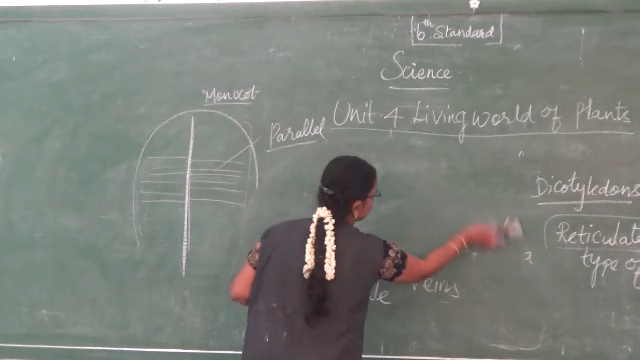 6th Standard
Science
Unit. 4 Living world of Plants
Monocot
Parallel
Dicotyledons
Reticulate
type of
veins